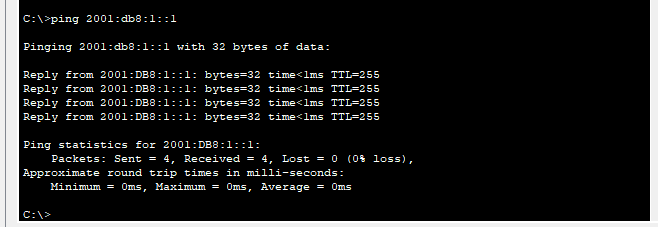 C:\>ping 2001:db8:1::1
Pinging 2001:db8:1::1 with 32 bytes of data:
Reply from 2001:DB8:1::1: bytes=32 time<1ms TTL=255
Reply from 2001:DB8:1::1: bytes=32 time<1ms TTL=255
Reply from 2001:DB8:1::1: bytes=32 time<1ms TTL=255
Reply from 2001:DB8:1::1: bytes=32 time<1ms TTL=255
Ping statistics for 2001:DB8:1::1:
Packets: Sent = 4, Received = 4, Lost = 0 (0% loss),
Approximate round trip times in milli-seconds:
Minimum = 0ms, Maximum = 0ms, Average = 0ms
C:\>